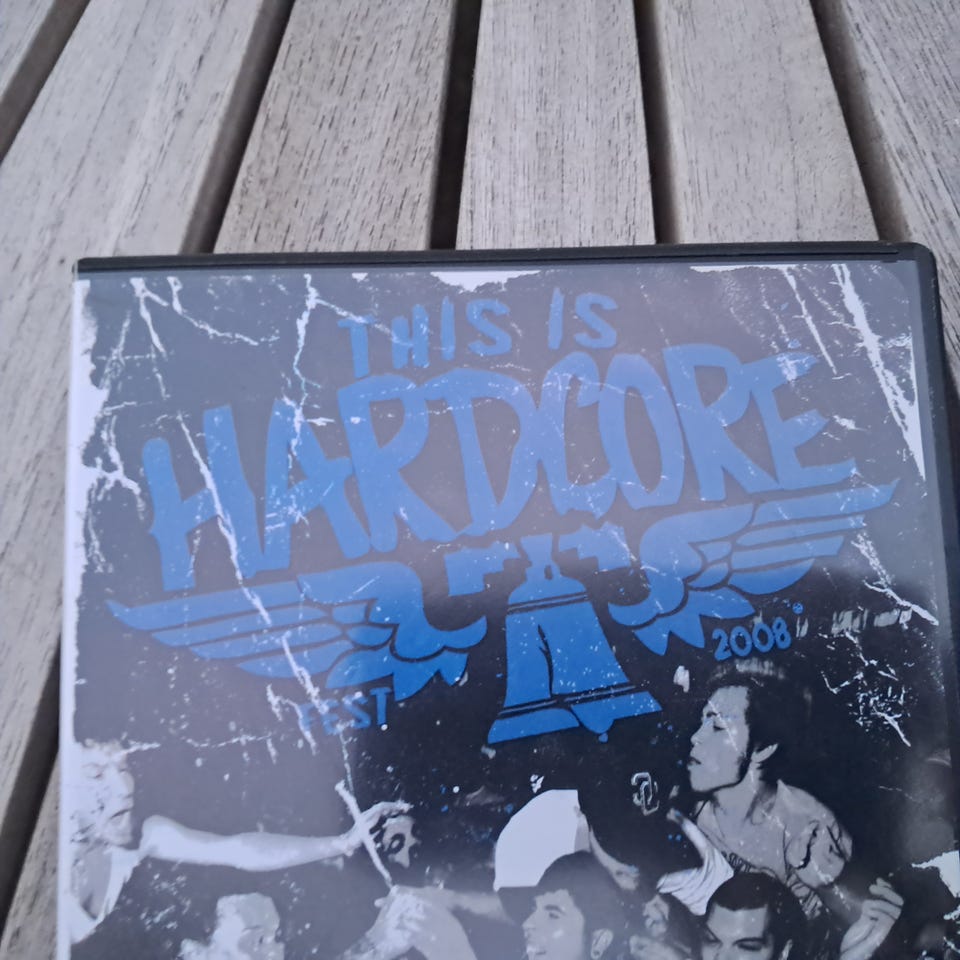 THIS IS
HARDCORE
FEST
2008